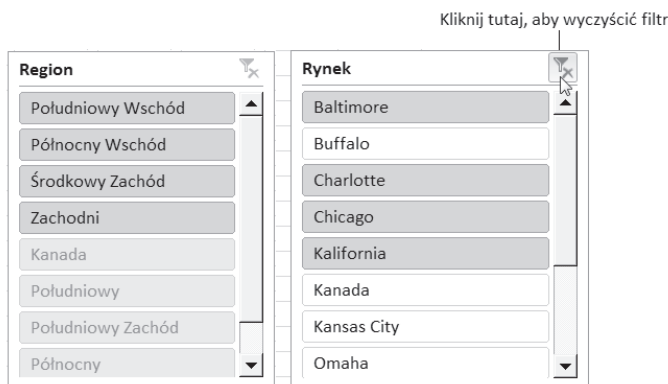 Kliknij tutaj, aby wyczyścić filtr
Region
Południowy Wschód
Północny Wschód
Środkowy Zachód
Zachodni
Kanada
Południowy
Południowy Zachód
Północny
Rynek
Baltimore
Buffalo
Charlotte
Chicago
Kalifornia
Kanada
Kansas City
Omaha